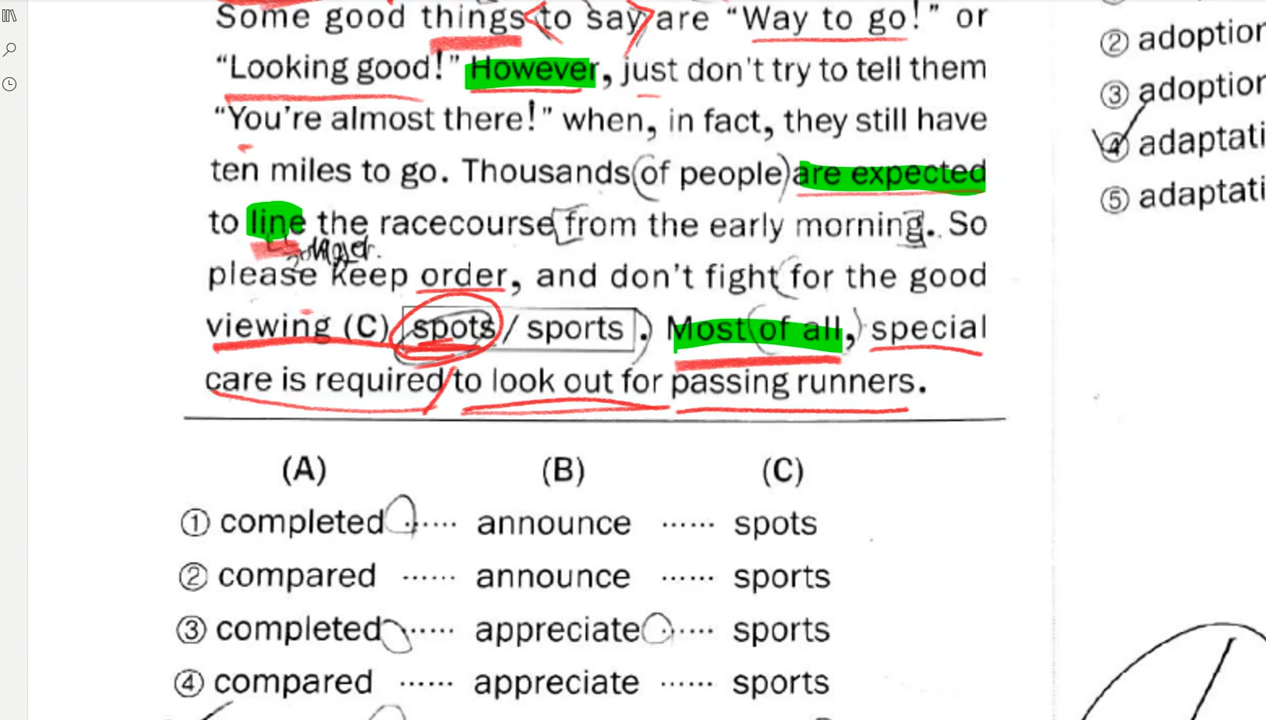 Some good things to say are “Way to go!” or
“Looking good!” However, just don't try to tell them
“You're almost there!” when, in fact, they still have
ten miles to go. Thousands of people are expected
to line the racecourse from the early morning. So
please keep order, and don't fight for the good
viewing (C) spots / sports . Most of all, special
care is required to look out for passing runners.
(A) (B) (C)
① completed ...... announce ...... spots
② compared ...... announce ...... sports
③ completed ...... appreciate ...... sports
④ compared ...... appreciate ...... sports
②
③
④
⑤